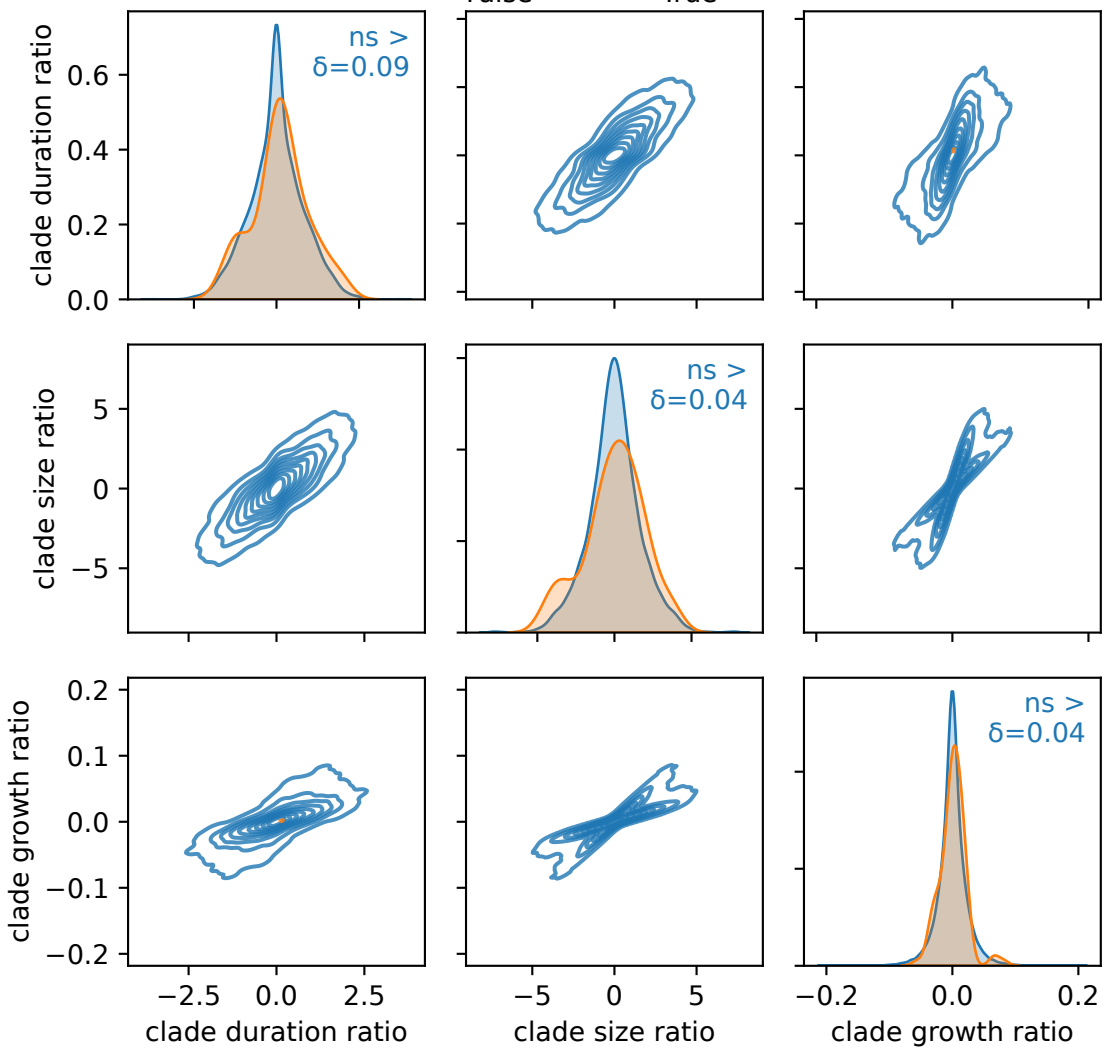 False True
clade duration ratio
0.6
0.4
0.2
0.0
ns >
δ=0.09
clade size ratio
5
0
−5
ns >
δ=0.04
clade growth ratio
0.2
0.1
0.0
−0.1
−0.2
ns >
δ=0.04
−2.5 0.0 2.5
−5 0 5
−0.2 0.0 0.2
clade duration ratio
clade size ratio
clade growth ratio